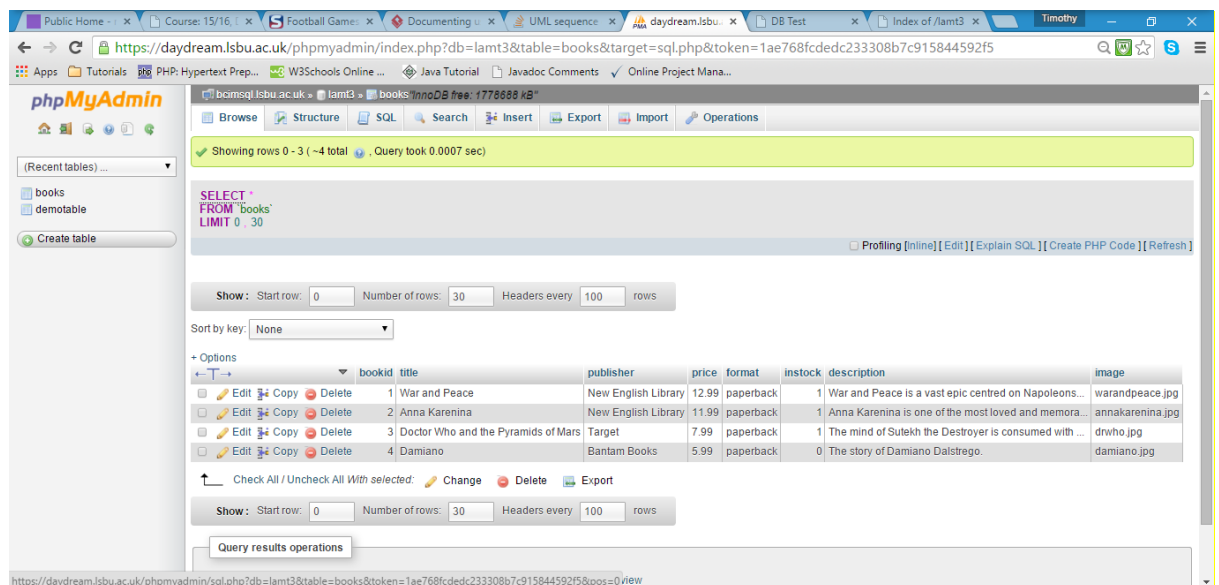 Public Home - Course: 15/16, Football Games Documenting u UML sequence daydream.lsbu. DB Test Index of /lamt3 Timothy
https://daydream.lsbu.ac.uk/phpmyadmin/index.php?db=lamt3&table=books&target=sql.php&token=1ae768fcdedc233308b7c915844592f5
Apps Tutorials PHP: Hypertext Prep... W3Schools Online ... Java Tutorial Javadoc Comments Online Project Mana...
phpMyAdmin
(Recent tables) ...
books
demotable
Create table
bcimsql.lsbu.ac.uk » lamt3 » books "InnoDB free: 1778688 kB"
Browse Structure SQL Search Insert Export Import Operations
Showing rows 0 - 3 ( ~4 total , Query took 0.0007 sec)
SELECT *
FROM `books`
LIMIT 0 , 30
Profiling [Inline] [ Edit ] [ Explain SQL ] [ Create PHP Code ] [ Refresh ]
Show : Start row: 0 Number of rows: 30 Headers every 100 rows
Sort by key: None
+ Options
←T→ bookid title publisher price format instock description image
Edit Copy Delete 1 War and Peace New English Library 12.99 paperback 1 War and Peace is a vast epic centred on Napoleons... warandpeace.jpg
Edit Copy Delete 2 Anna Karenina New English Library 11.99 paperback 1 Anna Karenina is one of the most loved and memora... annakarenina.jpg
Edit Copy Delete 3 Doctor Who and the Pyramids of Mars Target 7.99 paperback 1 The mind of Sutekh the Destroyer is consumed with ... drwho.jpg
Edit Copy Delete 4 Damiano Bantam Books 5.99 paperback 0 The story of Damiano Dalstrego. damiano.jpg
Check All / Uncheck All With selected: Change Delete Export
Show : Start row: 0 Number of rows: 30 Headers every 100 rows
Query results operations
https://daydream.lsbu.ac.uk/phpmyadmin/sql.php?db=lamt3&table=books&token=1ae768fcdedc233308b7c915844592f5&pos=0 view